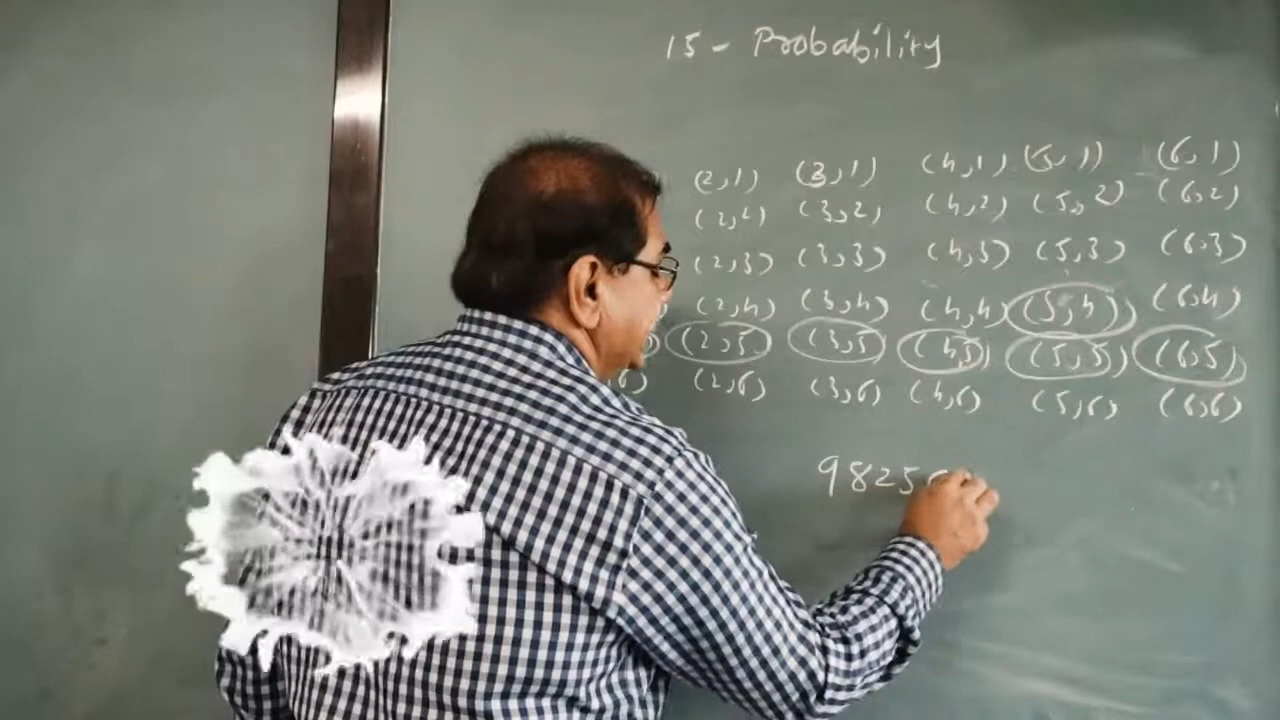 15 - Probability
(2,1) (3,1) (4,1) (5,1) (6,1)
(2,2) (3,2) (4,2) (5,2) (6,2)
(2,3) (3,3) (4,3) (5,3) (6,3)
) (2,4) (3,4) (4,4) (5,4) (6,4)
) (2,5) (3,5) (4,5) (5,5) (6,5)
6) (2,6) (3,6) (4,6) (5,6) (6,6)
9825